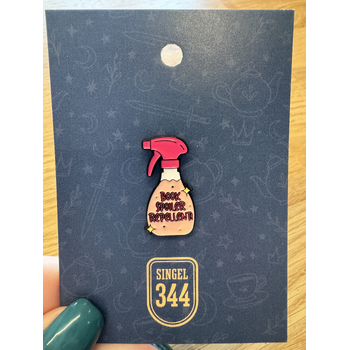 BOOK
SPOILER
REPELLENT!
SINGEL
344